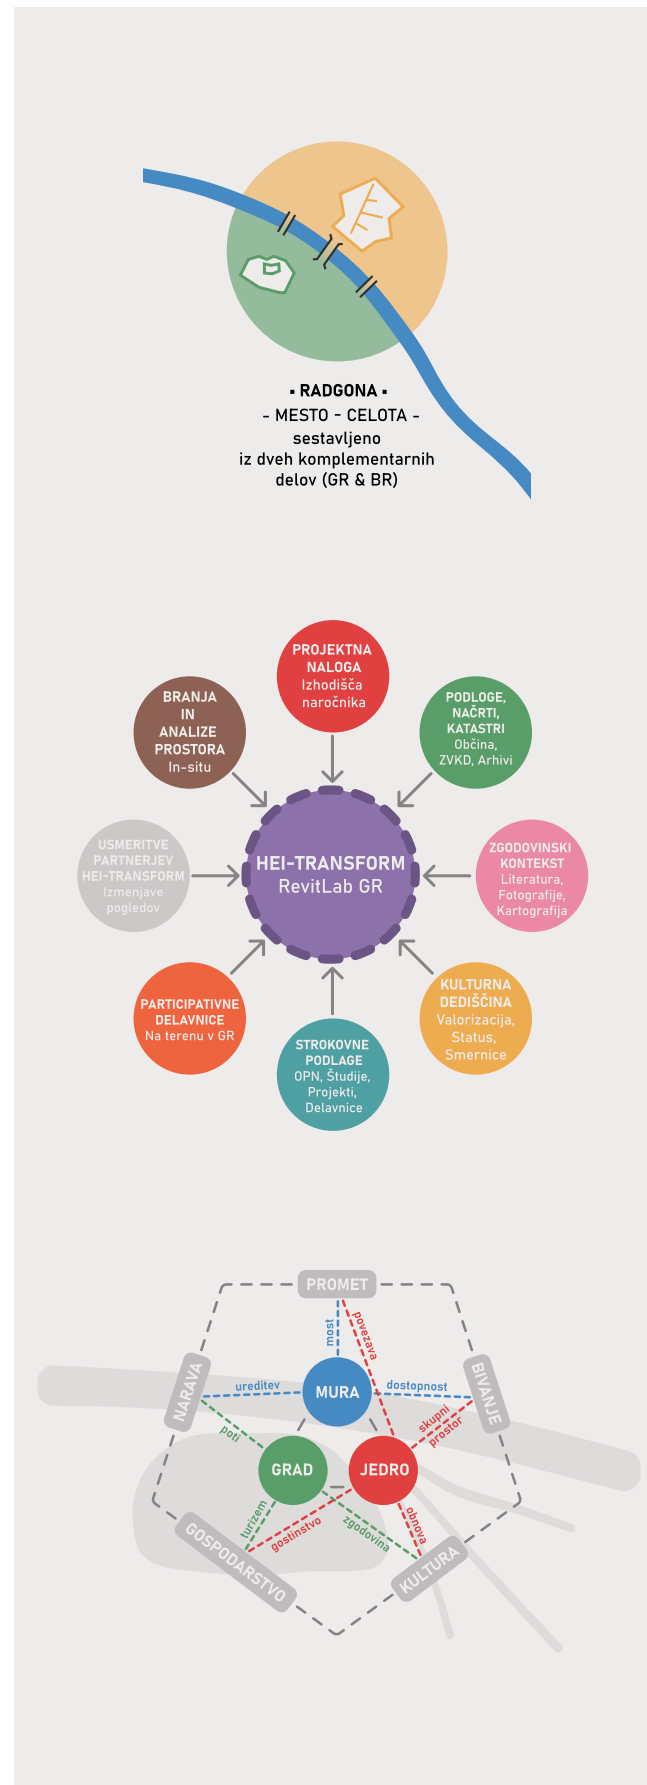 ▪ RADGONA ▪
- MESTO - CELOTA -
sestavljeno
iz dveh komplementarnih
delov (GR & BR)
PROJEKTNA
NALOGA
Izhodišča
naročnika
BRANJA
IN
ANALIZE
PROSTORA
In-situ
PODLOGE,
NAČRTI,
KATASTRI
Občina,
ZVKD, Arhivi
USMERITVE
PARTNERJEV
HEI-TRANSFORM
Izmenjave
pogledov
HEI-TRANSFORM
RevitLab GR
ZGODOVINSKI
KONTEKST
Literatura,
Fotografije,
Kartografija
PARTICIPATIVNE
DELAVNICE
Na terenu v GR
KULTURNA
DEDIŠČINA
Valorizacija,
Status,
Smernice
STROKOVNE
PODLAGE
OPN, Študije,
Projekti,
Delavnice
PROMET
most
povezava
NARAVA
ureditev
MURA
dostopnost
BIVANJE
poti
skupni
prostor
GRAD
JEDRO
turizem
gostinstvo
zgodovina
obnova
GOSPODARSTVO
KULTURA